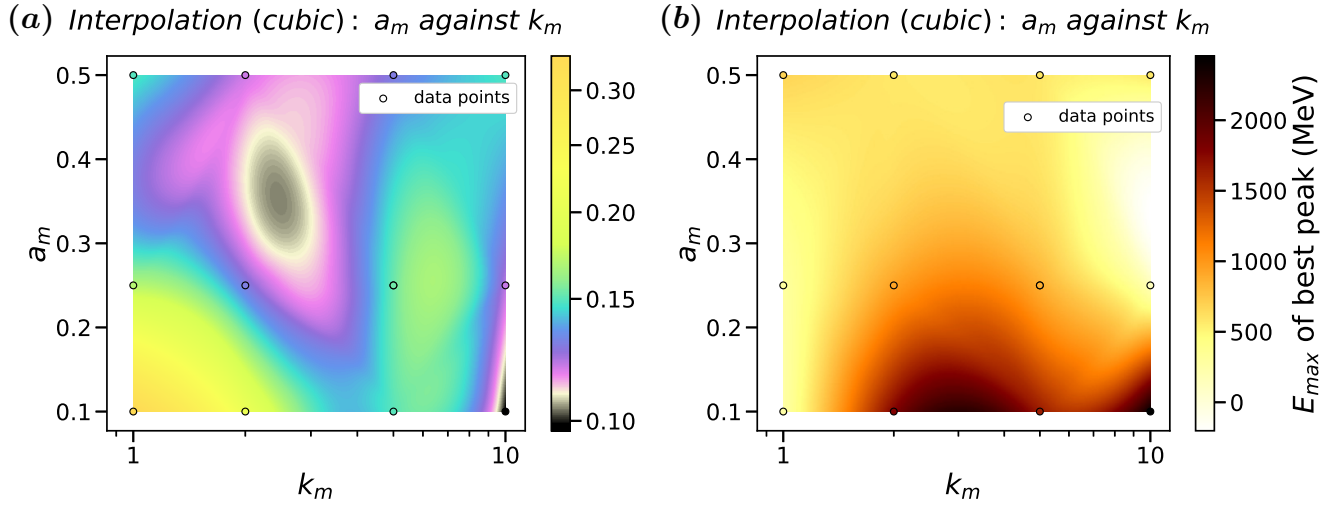 (a) Interpolation (cubic) : a_m against k_m
0.5
0.4
0.3
0.2
0.1
a_m
1
10
k_m
data points
0.30
0.25
0.20
0.15
0.10
(b) Interpolation (cubic) : a_m against k_m
0.5
0.4
0.3
0.2
0.1
a_m
1
10
k_m
data points
2000
1500
1000
500
0
E_max of best peak (MeV)